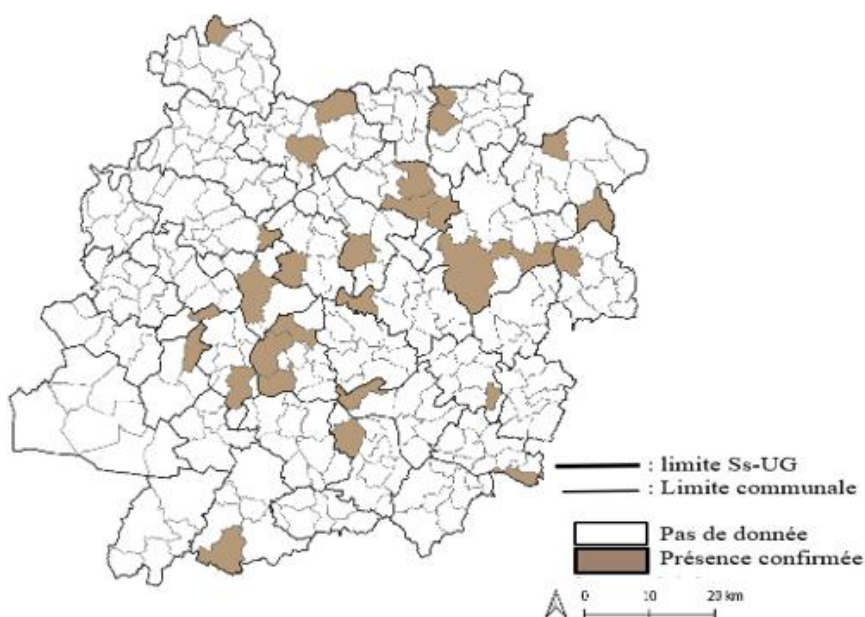 : limite Ss-UG
: Limite communale
Pas de donnée
Présence confirmée
0 10 20 km